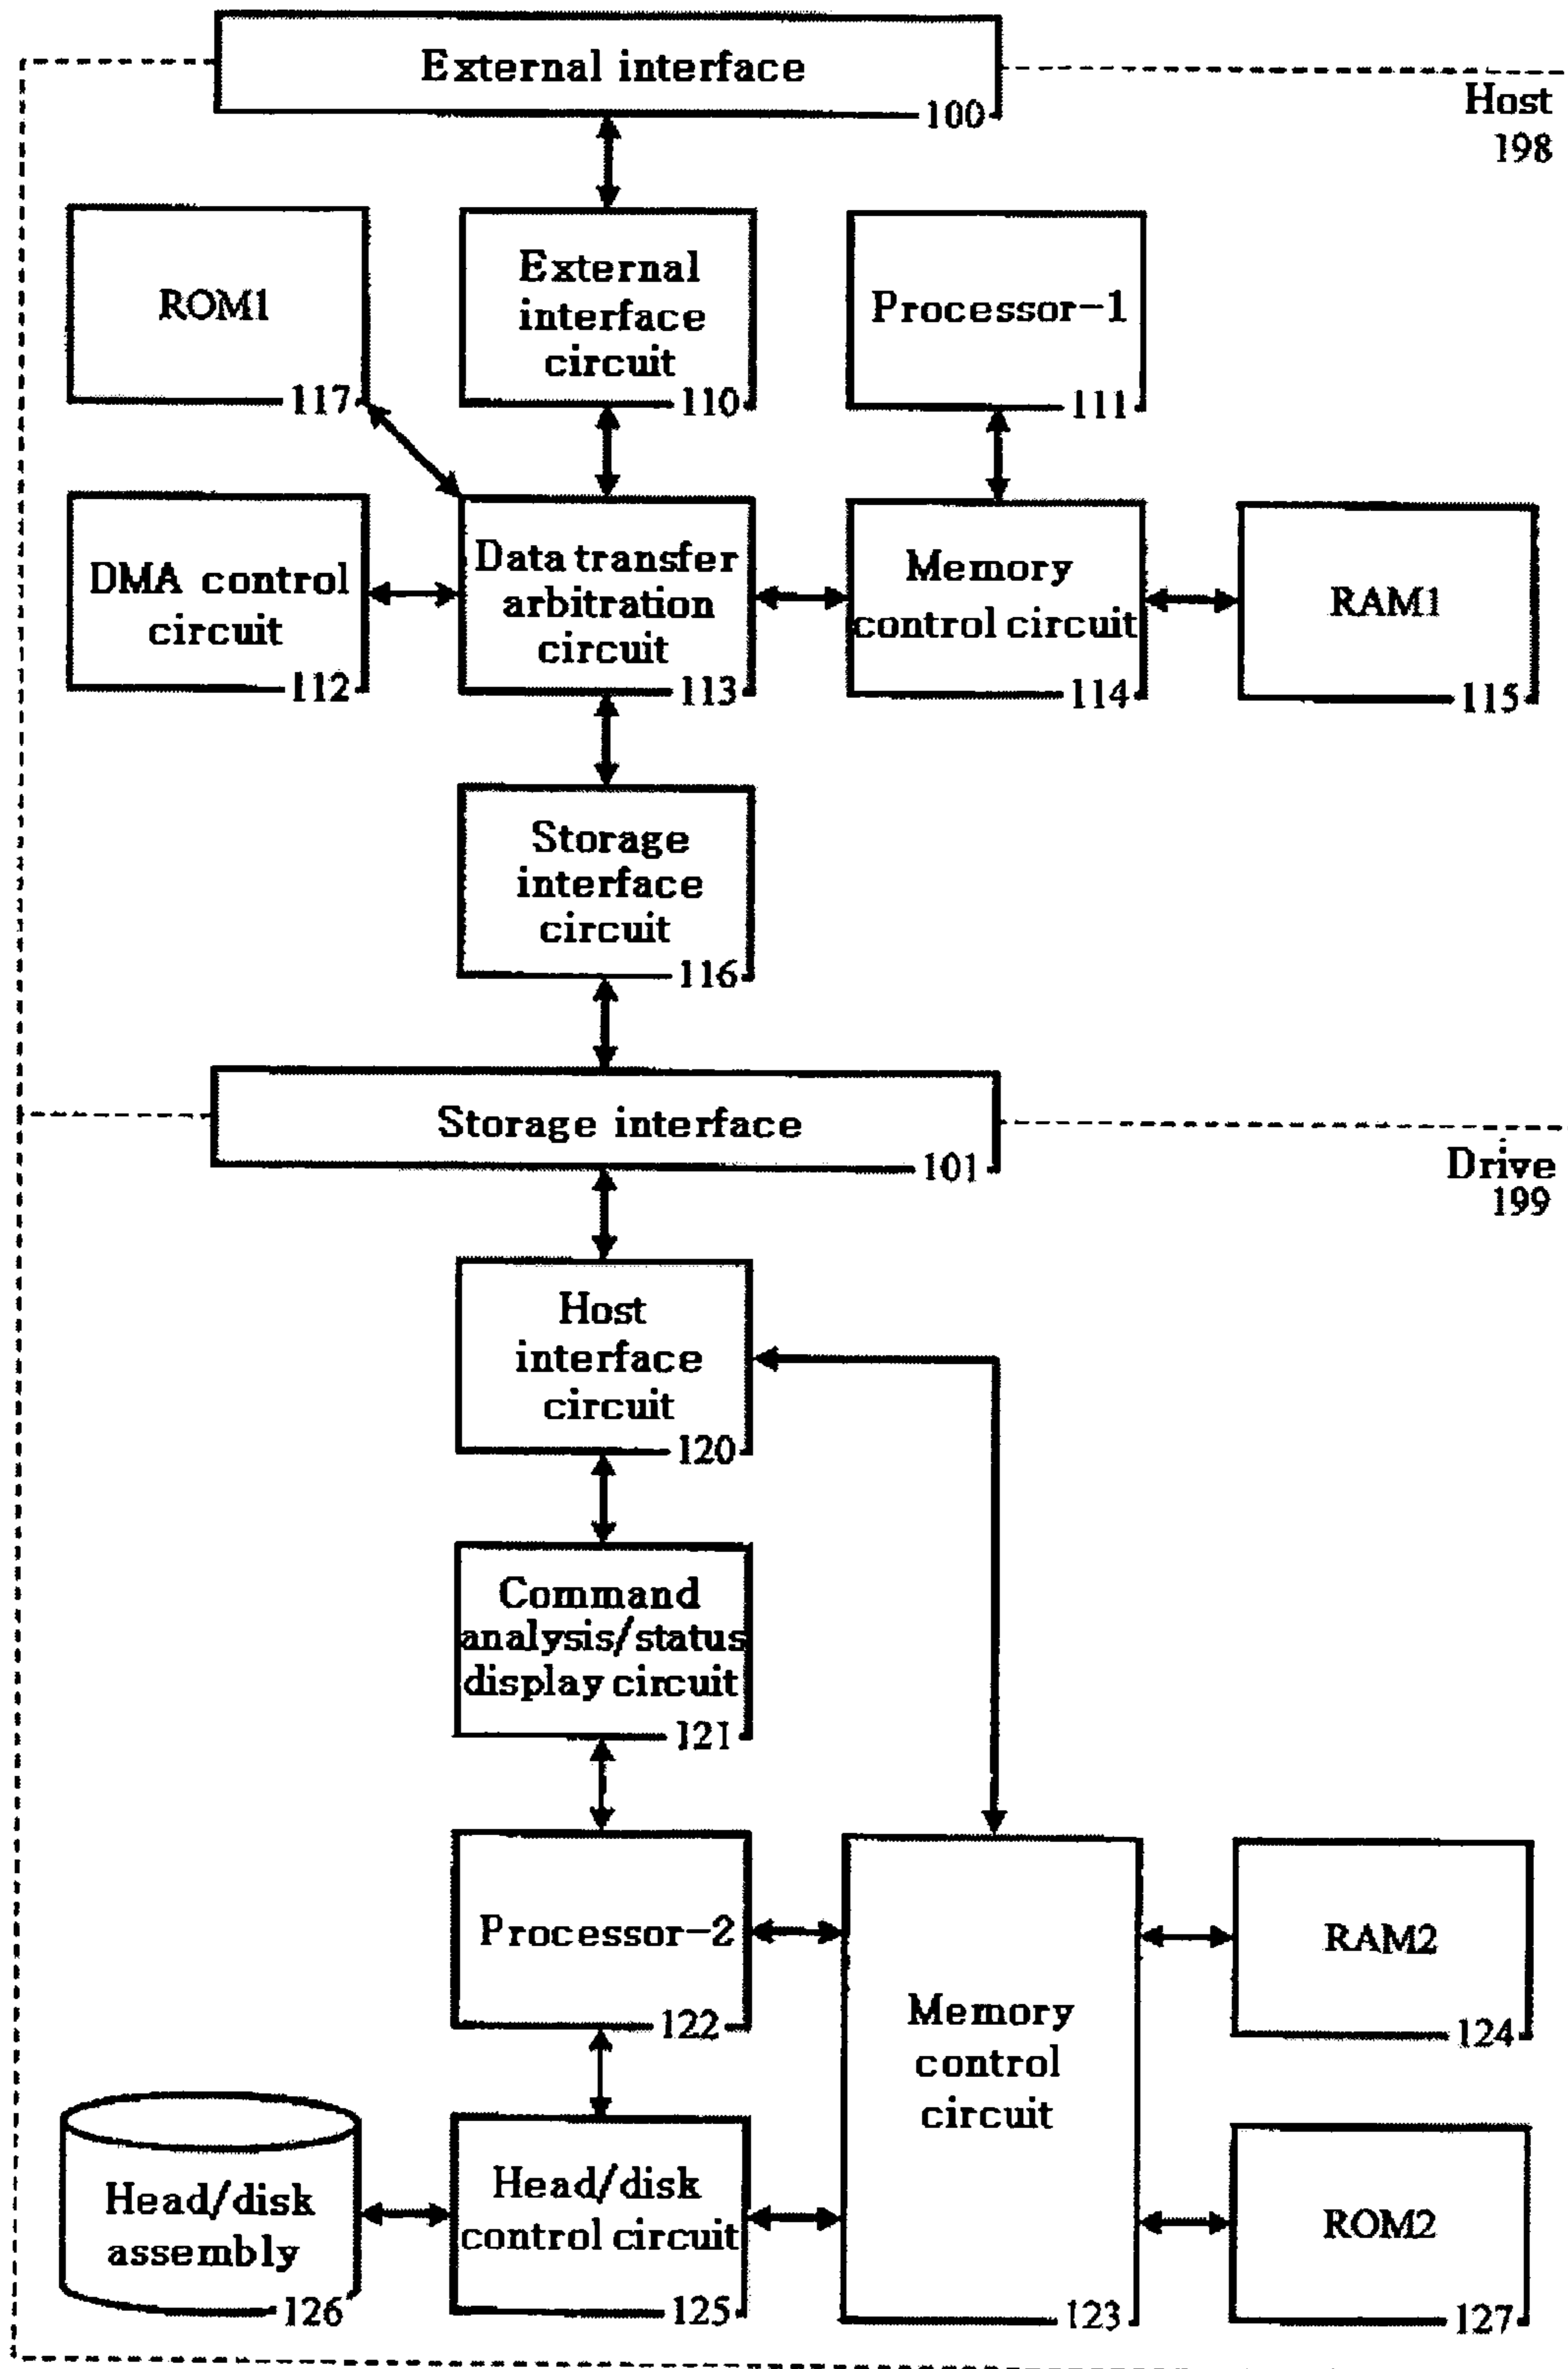 External interface
100
Host
198
ROM1
117
External
interface
circuit
110
Processor-1
111
DMA control
circuit
112
Data transfer
arbitration
circuit
113
Memory
control circuit
114
RAM1
115
Storage
interface
circuit
116
Storage interface
101
Drive
199
Host
interface
circuit
120
Command
analysis/status
display circuit
121
Processor-2
122
Memory
control
circuit
123
RAM2
124
Head/disk
assembly
126
Head/disk
control circuit
125
ROM2
127